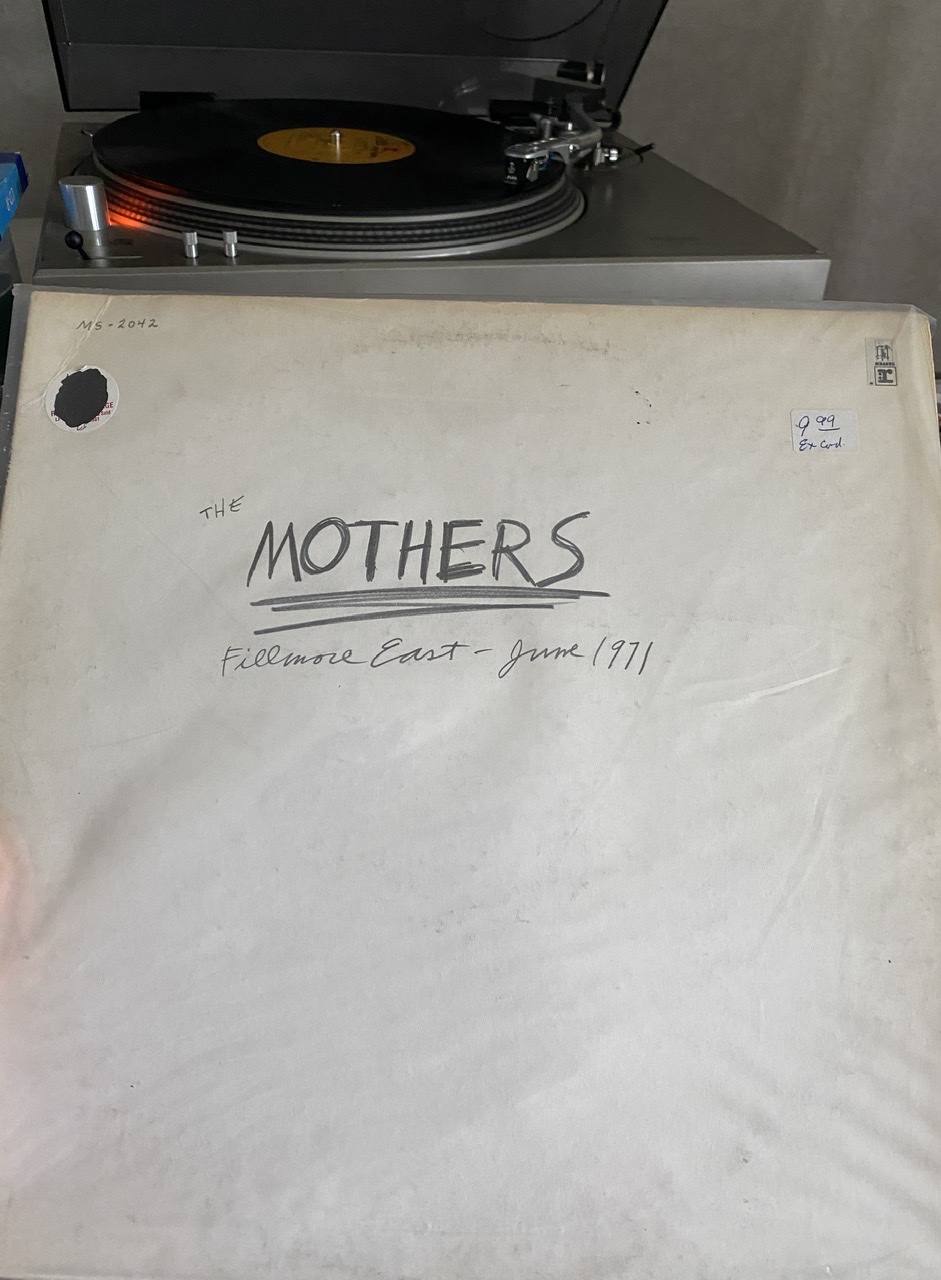 MS-2042
9 99
Ex Cond.
THE
MOTHERS
Fillmore East - June 1971